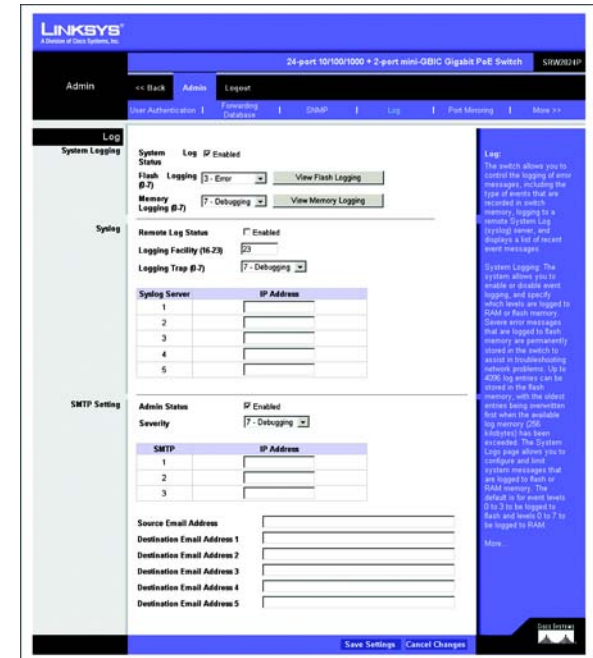 LINKSYS®
A Division of Cisco Systems, Inc.
24-port 10/100/1000 + 2-port mini-GBIC Gigabit PoE Switch SRW2024P
Admin
<< Back Admin Logout
User Authentication Forwarding Database SNMP Log Port Mirroring More >>
Log
System Logging
System Log Status Enabled
Flash Logging (0-7) 3 - Error View Flash Logging
Memory Logging (0-7) 7 - Debugging View Memory Logging
Syslog
Remote Log Status Enabled
Logging Facility (16-23) 23
Logging Trap (0-7) 7 - Debugging
Syslog Server IP Address
1
2
3
4
5
SMTP Setting
Admin Status Enabled
Severity 7 - Debugging
SMTP IP Address
1
2
3
Source Email Address
Destination Email Address 1
Destination Email Address 2
Destination Email Address 3
Destination Email Address 4
Destination Email Address 5
Log:
The switch allows you to
control the logging of error
messages, including the
type of events that are
recorded in switch
memory, logging to a
remote System Log
(syslog) server, and
displays a list of recent
event messages.
System Logging: The
system allows you to
enable or disable event
logging, and specify
which levels are logged to
RAM or flash memory.
Severe error messages
that are logged to flash
memory are permanently
stored in the switch to
assist in troubleshooting
network problems. Up to
4096 log entries can be
stored in the flash
memory, with the oldest
entries being overwritten
first when the available
log memory (256
kilobytes) has been
exceeded. The System
Logs page allows you to
configure and limit
system messages that
are logged to flash or
RAM memory. The
default is for event levels
0 to 3 to be logged to
flash and levels 0 to 7 to
be logged to RAM.
More...
Save Settings Cancel Changes
CISCO SYSTEMS